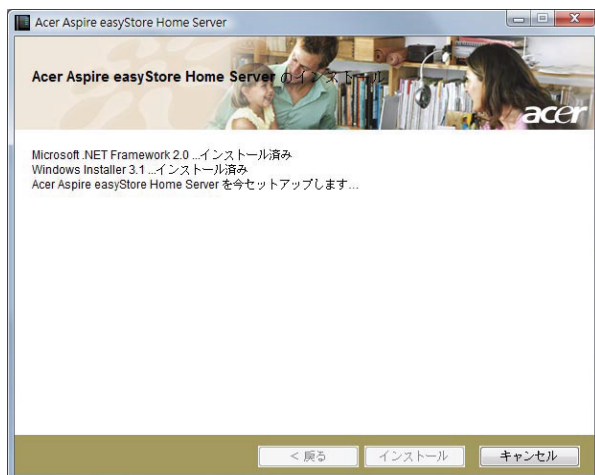 Acer Aspire easyStore Home Server
Acer Aspire easyStore Home Server のインストール
acer
Microsoft .NET Framework 2.0 ...インストール済み
Windows Installer 3.1 ...インストール済み
Acer Aspire easyStore Home Server を今セットアップします...
< 戻る
インストール
キャンセル